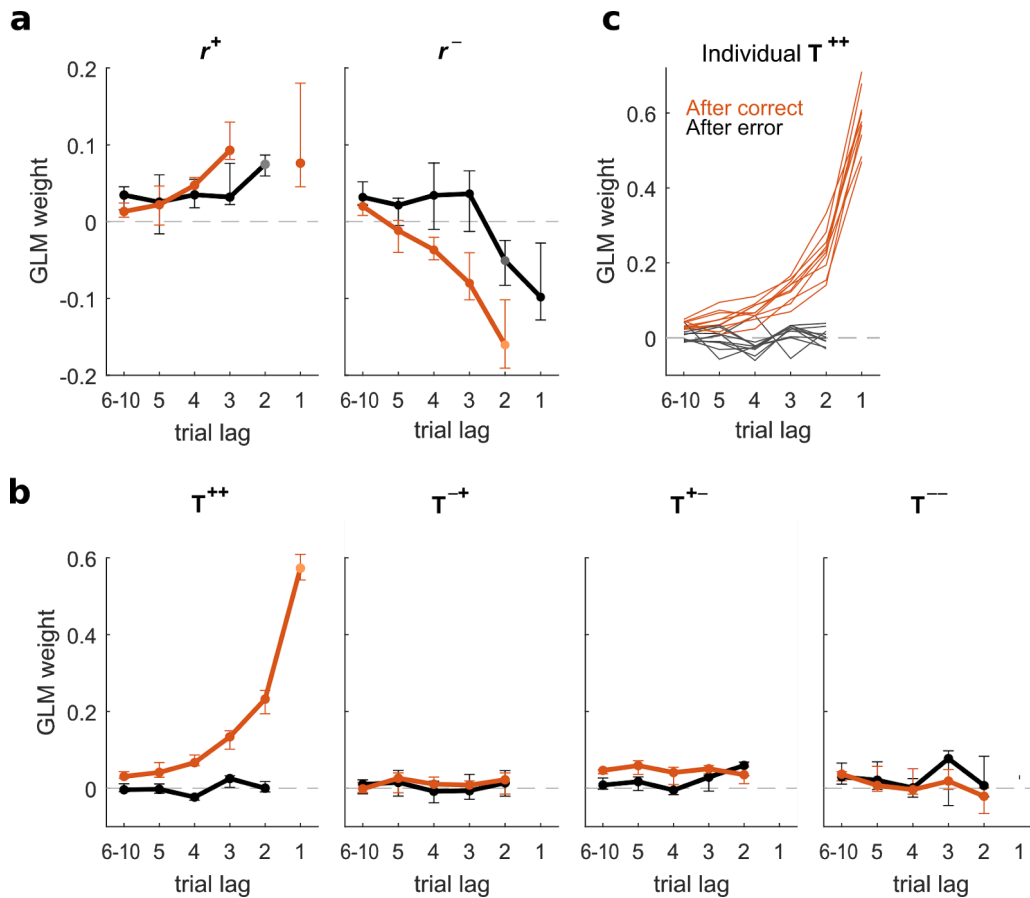 a
r+
r−
GLM weight
0.2
0.1
0
-0.1
-0.2
6-10 5 4 3 2 1
trial lag
6-10 5 4 3 2 1
trial lag
c
Individual T++
After correct
After error
GLM weight
0.6
0.4
0.2
0
6-10 5 4 3 2 1
trial lag
b
T++
T−+
T+−
T−−
GLM weight
0.6
0.4
0.2
0
6-10 5 4 3 2 1
trial lag
6-10 5 4 3 2 1
trial lag
6-10 5 4 3 2 1
trial lag
6-10 5 4 3 2 1
trial lag